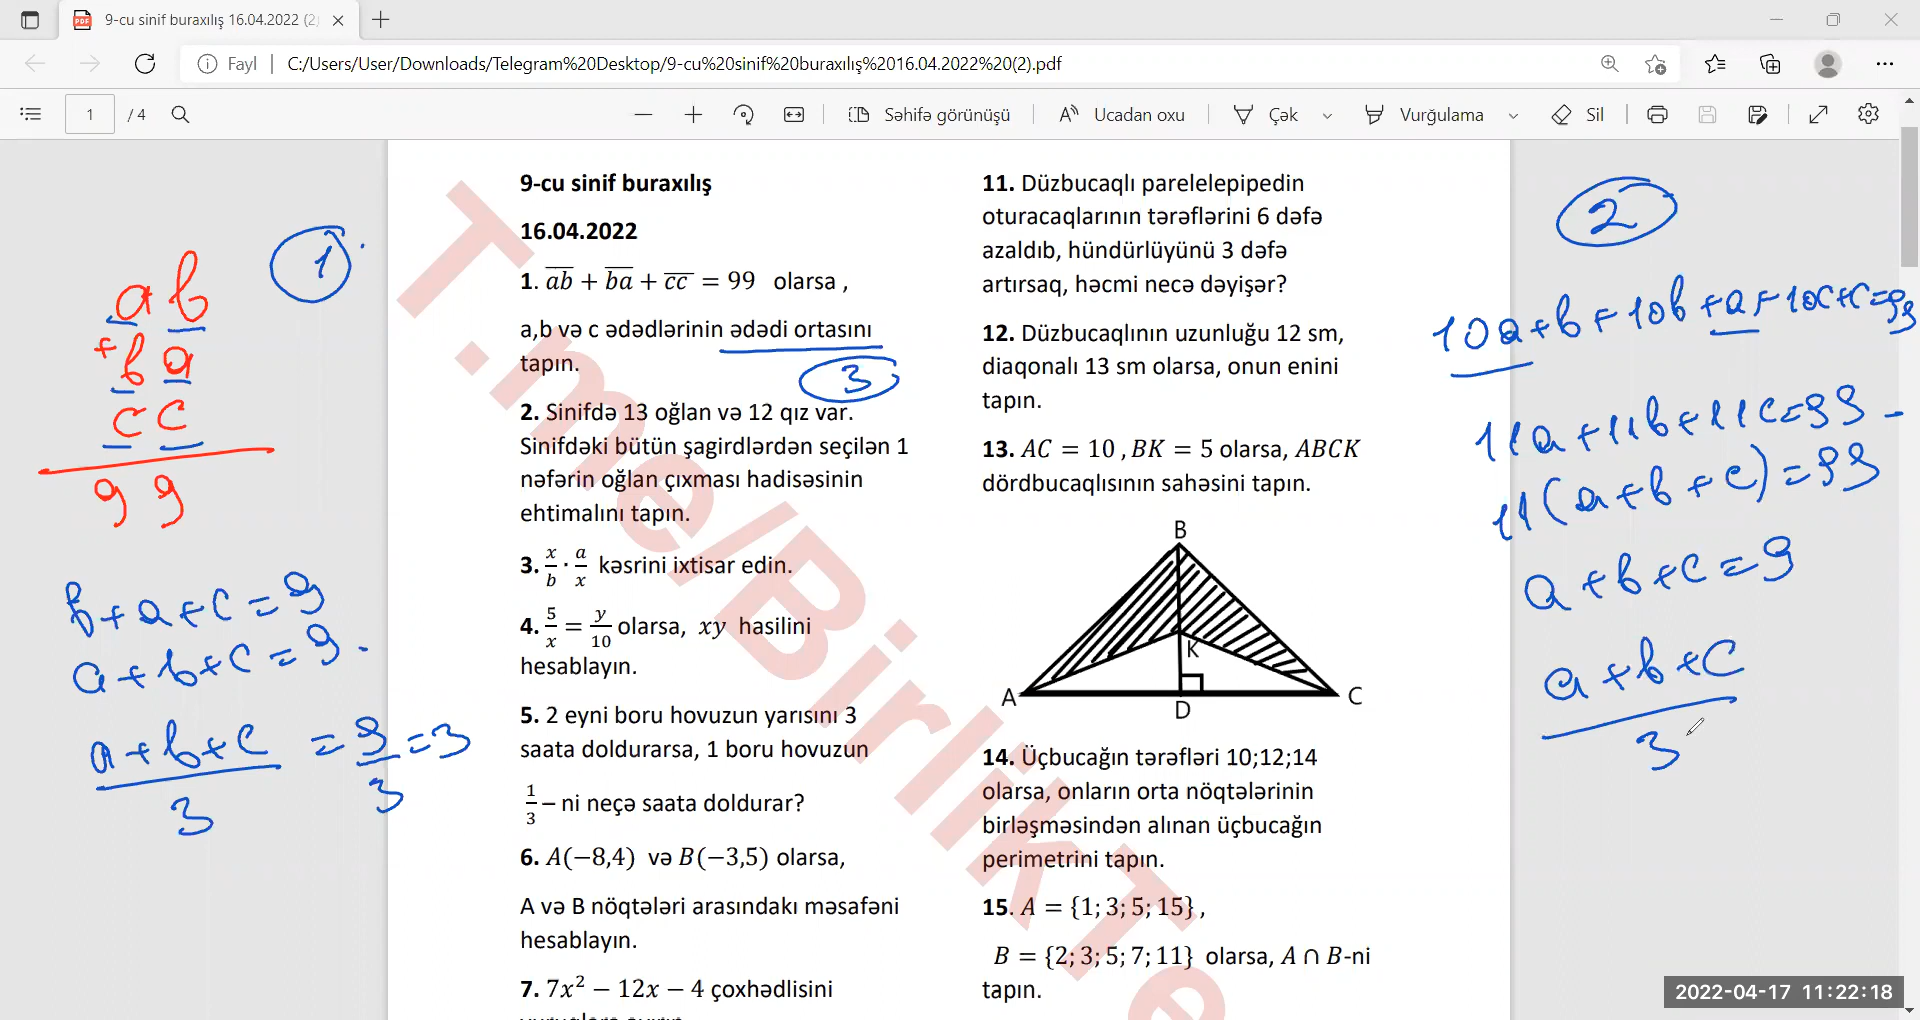 9-cu sinif buraxılış 16.04.2022 (2)
Fayl
C:/Users/User/Downloads/Telegram%20Desktop/9-cu%20sinif%20buraxılış%2016.04.2022%20(2).pdf
1 / 4
Səhifə görünüşü
Ucadan oxu
Çək
Vurğulama
Sil
9-cu sinif buraxılış
16.04.2022
1. ab + ba + cc = 99 olarsa ,
a,b və c ədədlərinin ədədi ortasını
tapın.
3
2. Sinifdə 13 oğlan və 12 qız var.
Sinifdəki bütün şagirdlərdən seçilən 1
nəfərin oğlan çıxması hadisəsinin
ehtimalını tapın.
3. x/b · a/x kəsrini ixtisar edin.
4. 5/x = y/10 olarsa, xy hasilini
hesablayın.
5. 2 eyni boru hovuzun yarısını 3
saata doldurarsa, 1 boru hovuzun
1/3 – ni neçə saata doldurar?
6. A(−8,4) və B(−3,5) olarsa,
A və B nöqtələri arasındakı məsafəni
hesablayın.
7. 7x² − 12x − 4 çoxhədlisini
11. Düzbucaqlı parelelepipedin
oturacaqlarının tərəflərini 6 dəfə
azaldıb, hündürlüyünü 3 dəfə
artırsaq, həcmi necə dəyişər?
12. Düzbucaqlının uzunluğu 12 sm,
diaqonalı 13 sm olarsa, onun enini
tapın.
13. AC = 10 , BK = 5 olarsa, ABCK
dördbucaqlısının sahəsini tapın.
B
K
A
D
C
14. Üçbucağın tərəfləri 10;12;14
olarsa, onların orta nöqtələrinin
birləşməsindən alınan üçbucağın
perimetrini tapın.
15. A = {1; 3; 5; 15} ,
B = {2; 3; 5; 7; 11} olarsa, A ∩ B-ni
tapın.
T.me/BirlikTe
1
ab
+ba
cc
99
b+a+c=9
a+b+c=9.
a+b+c/3 = 9/3 = 3
2
10a+b+10b+a+10c+c=99
11a+11b+11c=99
11(a+b+c)=99
a+b+c=9
a+b+c
3
2022-04-17 11:22:18